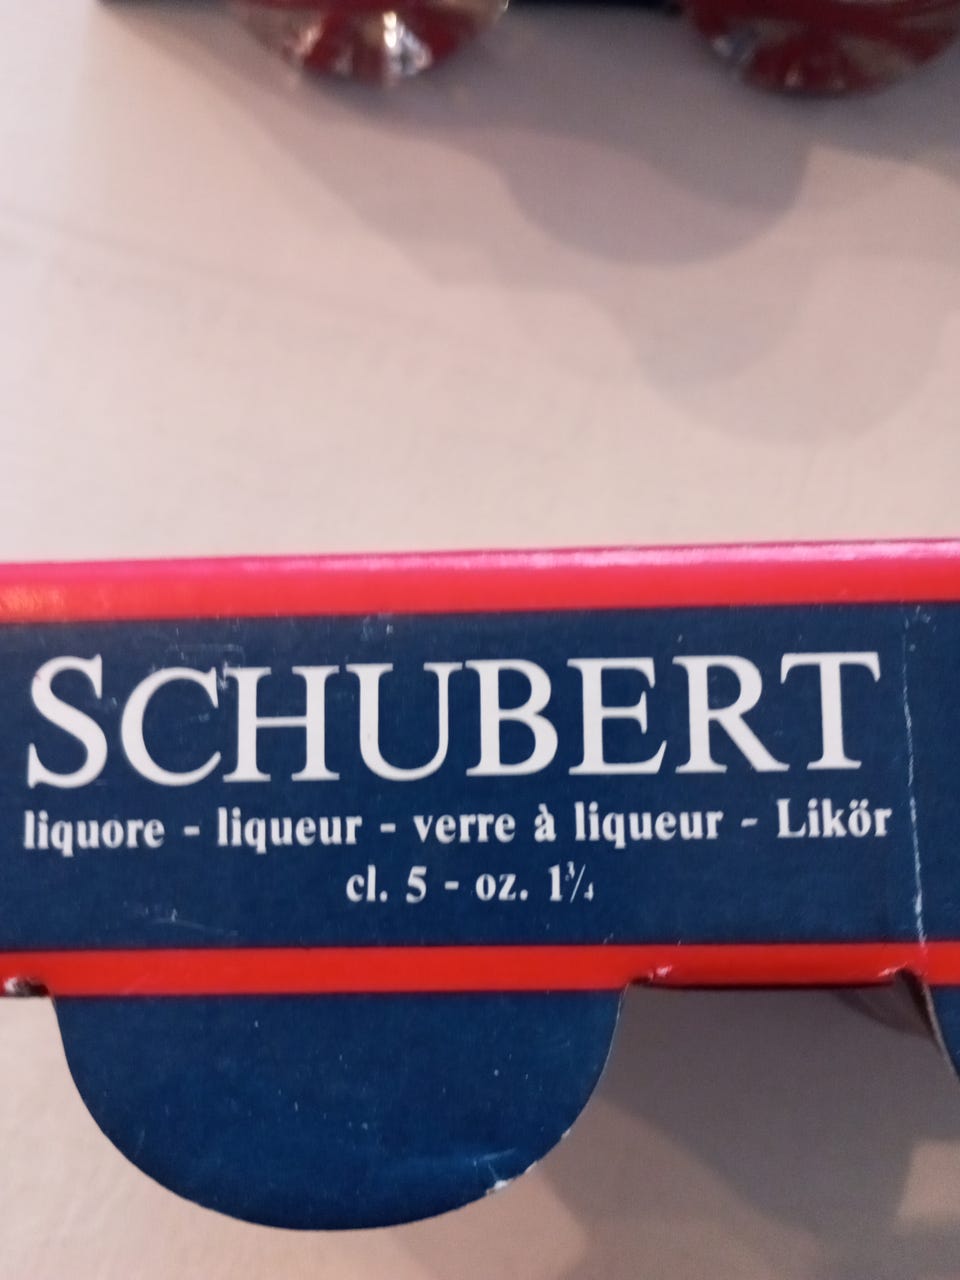 SCHUBERT
liquore - liqueur - verre à liqueur - Likör
cl. 5 - oz. 1¾